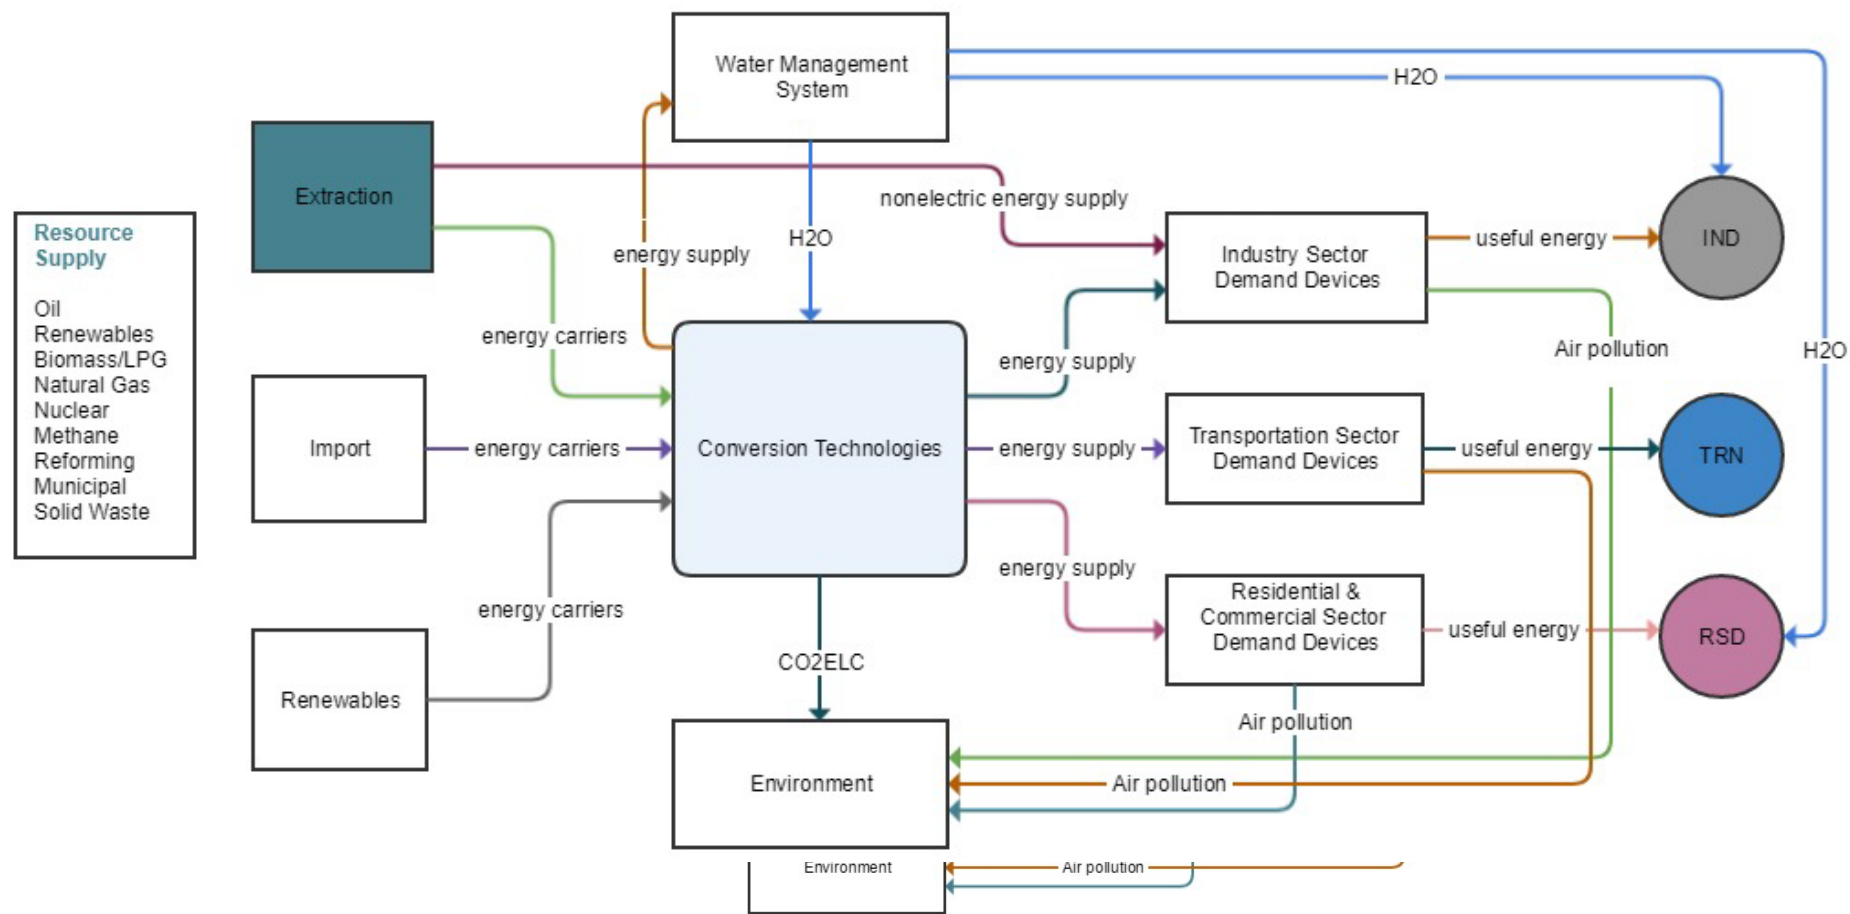 Water Management
System
H2O
Extraction
nonelectric energy supply
Resource
Supply
Oil
Renewables
Biomass/LPG
Natural Gas
Nuclear
Methane
Reforming
Municipal
Solid Waste
energy supply
H2O
Industry Sector
Demand Devices
useful energy
IND
energy carriers
energy supply
Air pollution
H2O
Import
energy carriers
Conversion Technologies
energy supply
Transportation Sector
Demand Devices
useful energy
TRN
energy carriers
energy supply
Residential &
Commercial Sector
Demand Devices
useful energy
RSD
Renewables
CO2ELC
Air pollution
Environment
Air pollution
Environment
Air pollution